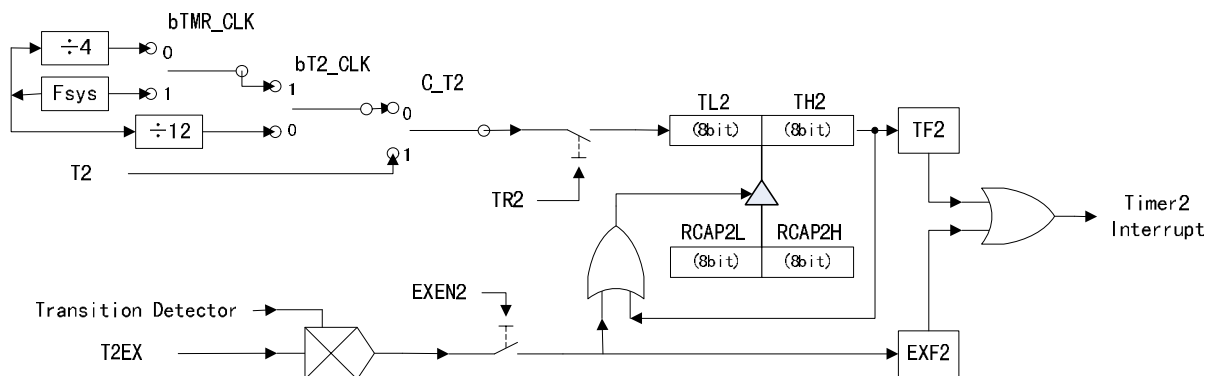 bTMR_CLK
÷4
0
bT2_CLK
Fsys
1
1
C_T2
0
÷12
0
TL2
TH2
(8bit)
(8bit)
TF2
1
T2
TR2
Timer2
Interrupt
RCAP2L
RCAP2H
(8bit)
(8bit)
EXEN2
Transition Detector
T2EX
EXF2